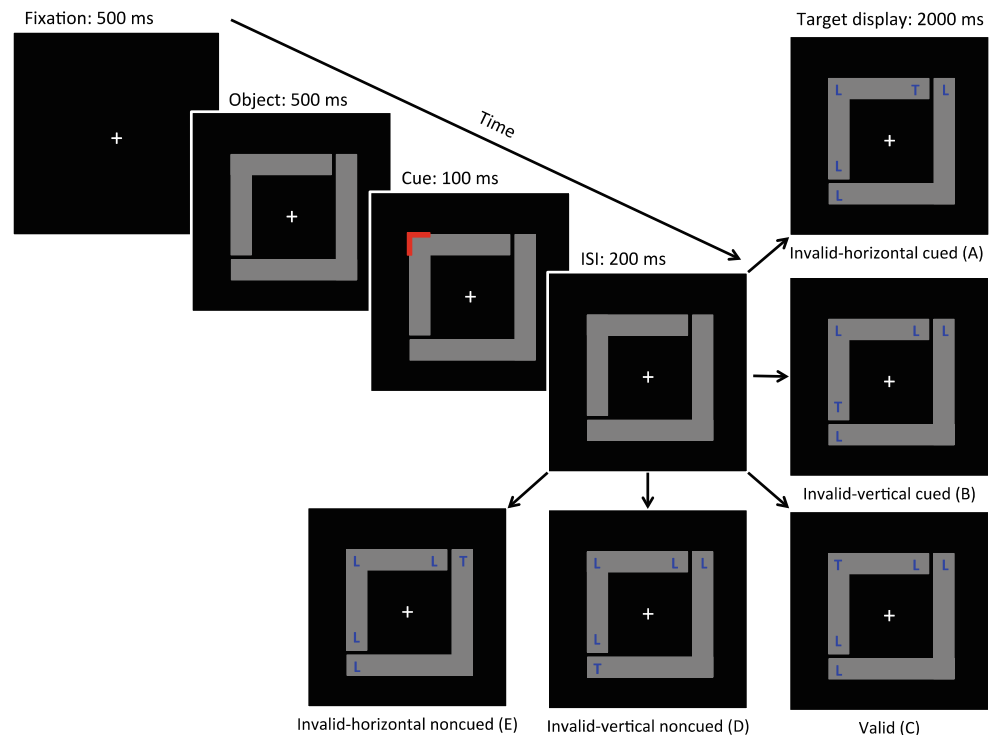 Fixation: 500 ms
Target display: 2000 ms
Object: 500 ms
Time
Cue: 100 ms
ISI: 200 ms
L T L
L
L
Invalid-horizontal cued (A)
L L L
T
L
Invalid-vertical cued (B)
L L T
L
L
Invalid-horizontal noncued (E)
L L L
L
T
Invalid-vertical noncued (D)
T L L
L
L
Valid (C)